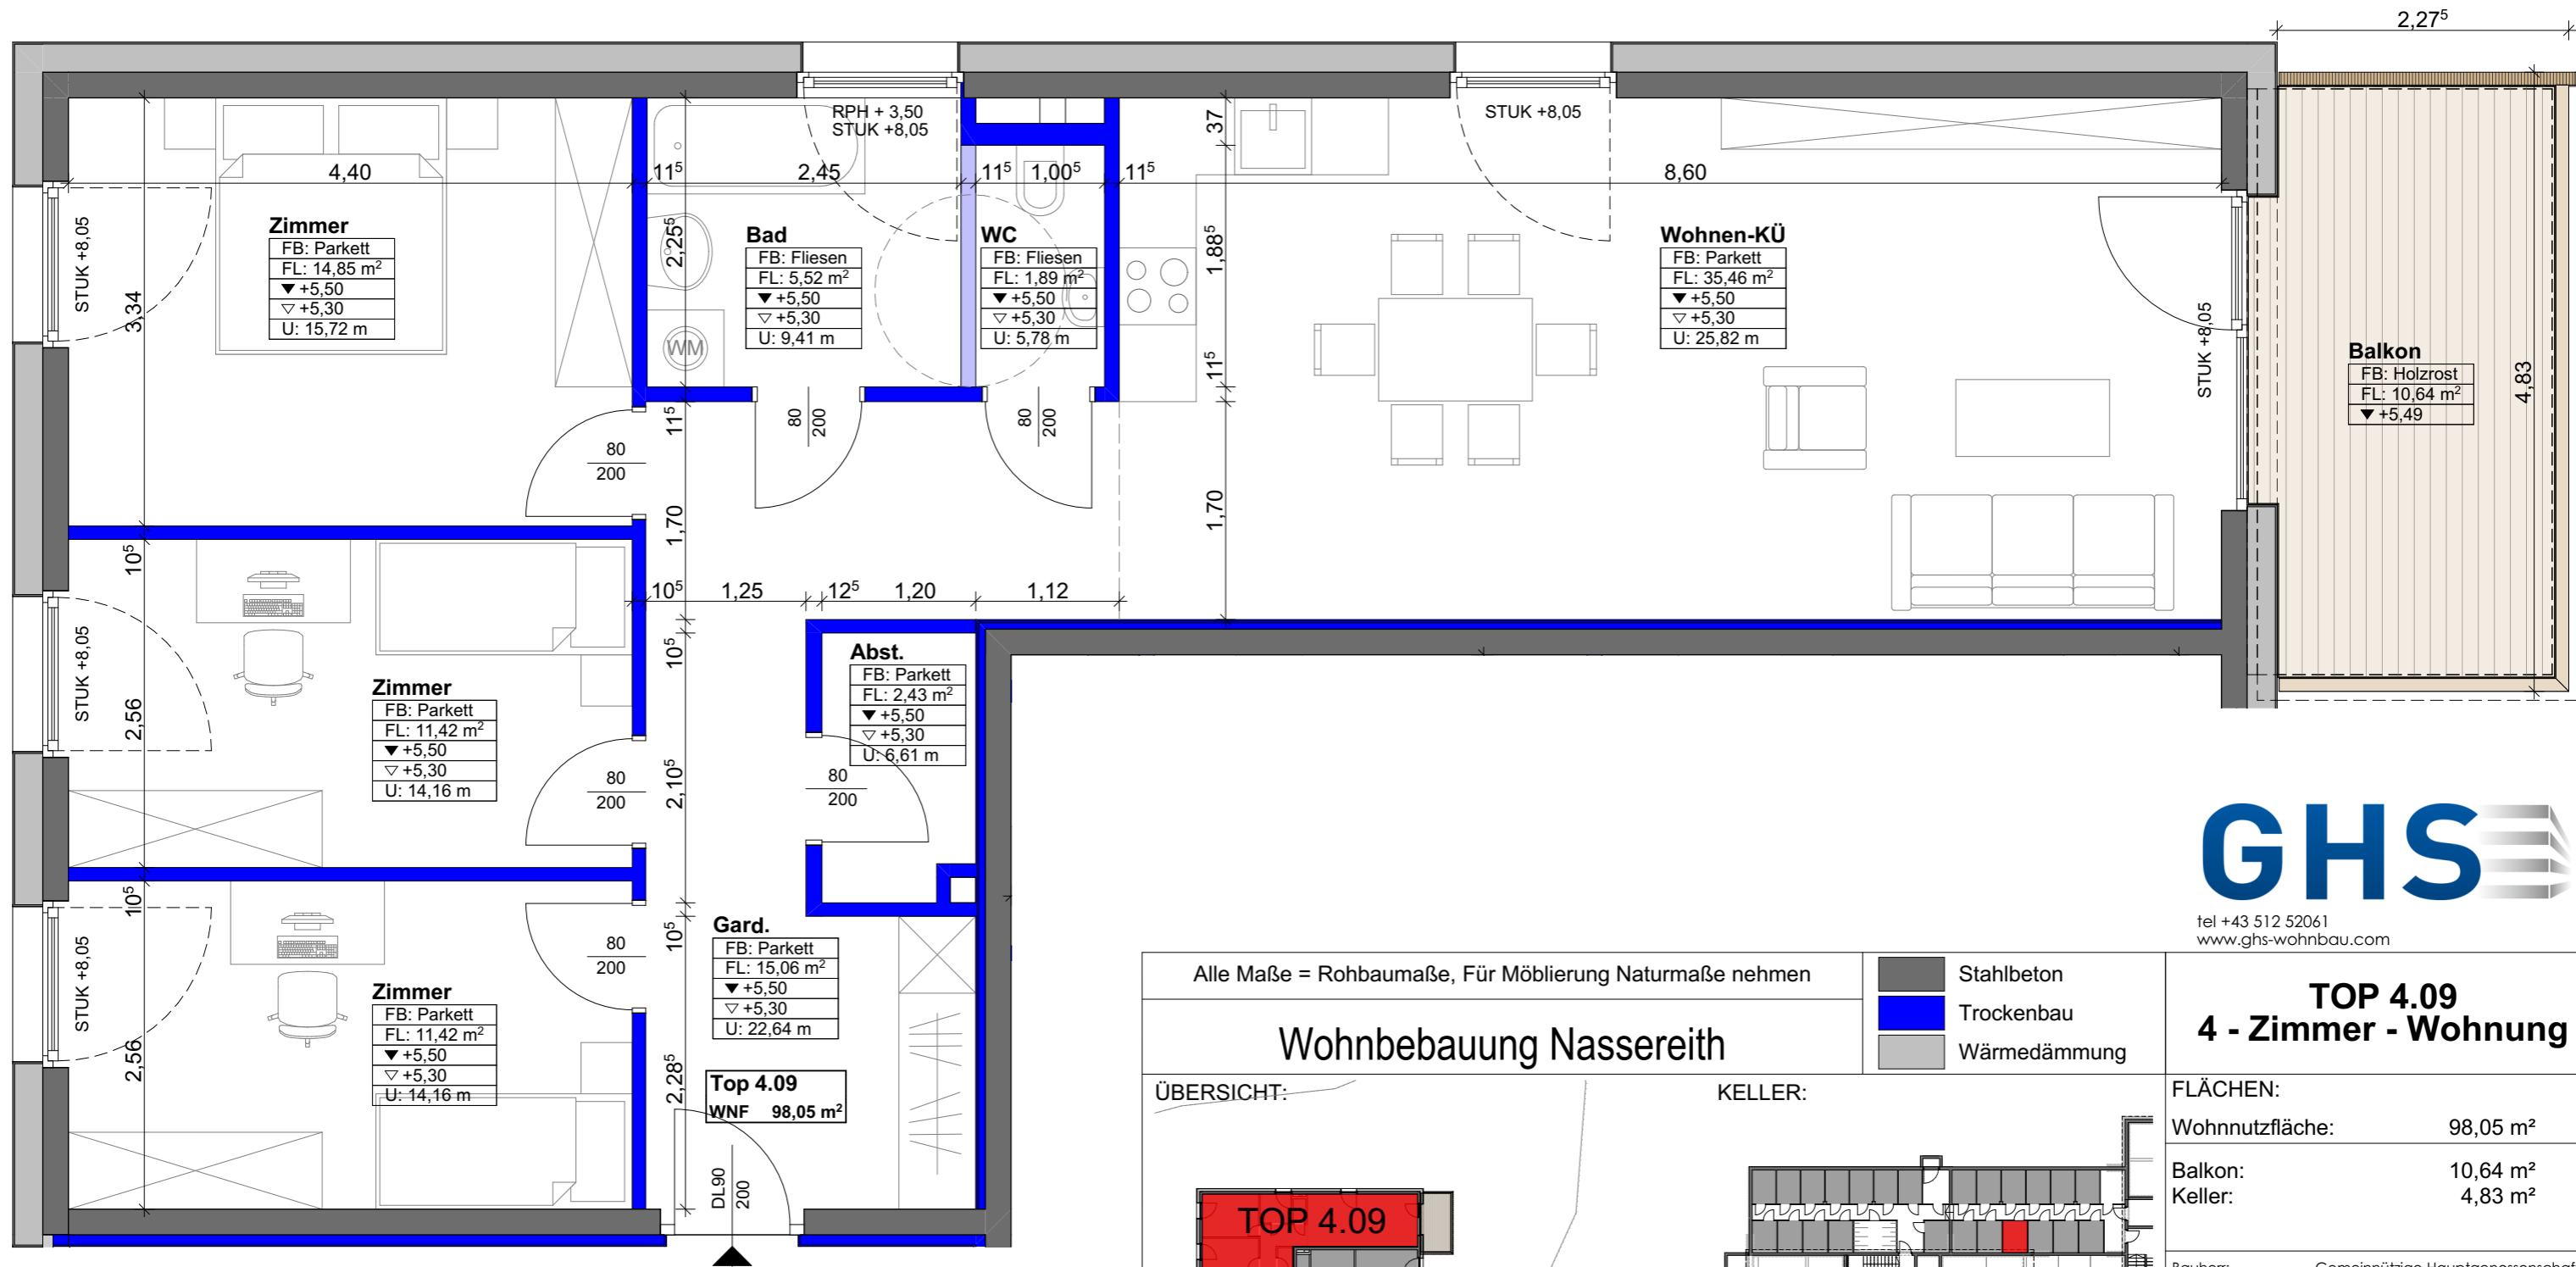 2,27⁵
RPH + 3,50
STUK +8,05
STUK +8,05
37
4,40
11⁵
2,45
11⁵
1,00⁵
11⁵
8,60
STUK +8,05
Zimmer
FB: Parkett
FL: 14,85 m²
▼ +5,50
▽ +5,30
U: 15,72 m
3,34
2,25⁵
Bad
FB: Fliesen
FL: 5,52 m²
▼ +5,50
▽ +5,30
U: 9,41 m
WM
WC
FB: Fliesen
FL: 1,89 m²
▼ +5,50
▽ +5,30
U: 5,78 m
1,88⁵
11⁵
Wohnen-KÜ
FB: Parkett
FL: 35,46 m²
▼ +5,50
▽ +5,30
U: 25,82 m
STUK +8,05
Balkon
FB: Holzrost
FL: 10,64 m²
▼ +5,49
4,83
80
200
80
200
80
200
11⁵
1,70
1,70
10⁵
10⁵
1,25
12⁵
1,20
1,12
STUK +8,05
2,56
Zimmer
FB: Parkett
FL: 11,42 m²
▼ +5,50
▽ +5,30
U: 14,16 m
80
200
10⁵
2,10⁵
Abst.
FB: Parkett
FL: 2,43 m²
▼ +5,50
▽ +5,30
U: 6,61 m
80
200
10⁵
STUK +8,05
2,56
Zimmer
FB: Parkett
FL: 11,42 m²
▼ +5,50
▽ +5,30
U: 14,16 m
80
200
10⁵
2,28⁵
Gard.
FB: Parkett
FL: 15,06 m²
▼ +5,50
▽ +5,30
U: 22,64 m
Top 4.09
WNF 98,05 m²
DL90
200
GHS
tel +43 512 52061
www.ghs-wohnbau.com
Alle Maße = Rohbaumaße, Für Möblierung Naturmaße nehmen
Wohnbebauung Nassereith
Stahlbeton
Trockenbau
Wärmedämmung
TOP 4.09
4 - Zimmer - Wohnung
ÜBERSICHT:
TOP 4.09
KELLER:
FLÄCHEN:
Wohnnutzfläche: 98,05 m²
Balkon: 10,64 m²
Keller: 4,83 m²